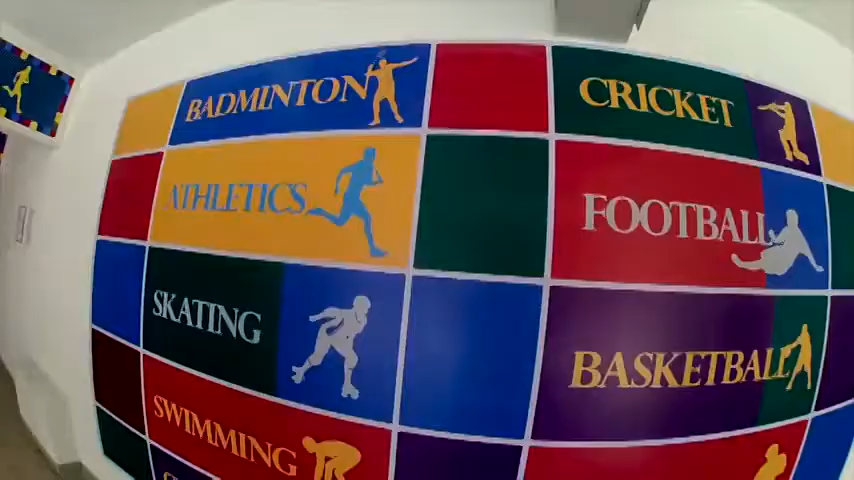 BADMINTON
CRICKET
ATHLETICS
FOOTBALL
SKATING
BASKETBALL
SWIMMING